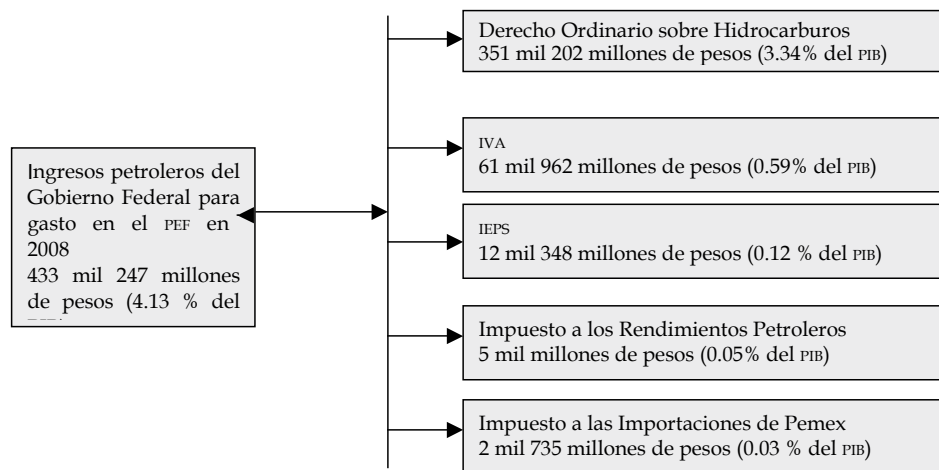 Derecho Ordinario sobre Hidrocarburos
351 mil 202 millones de pesos (3.34% del PIB)
IVA
61 mil 962 millones de pesos (0.59% del PIB)
Ingresos petroleros del
Gobierno Federal para
gasto en el PEF en
2008
433 mil 247 millones
de pesos (4.13 % del
IEPS
12 mil 348 millones de pesos (0.12 % del PIB)
Impuesto a los Rendimientos Petroleros
5 mil millones de pesos (0.05% del PIB)
Impuesto a las Importaciones de Pemex
2 mil 735 millones de pesos (0.03 % del PIB)